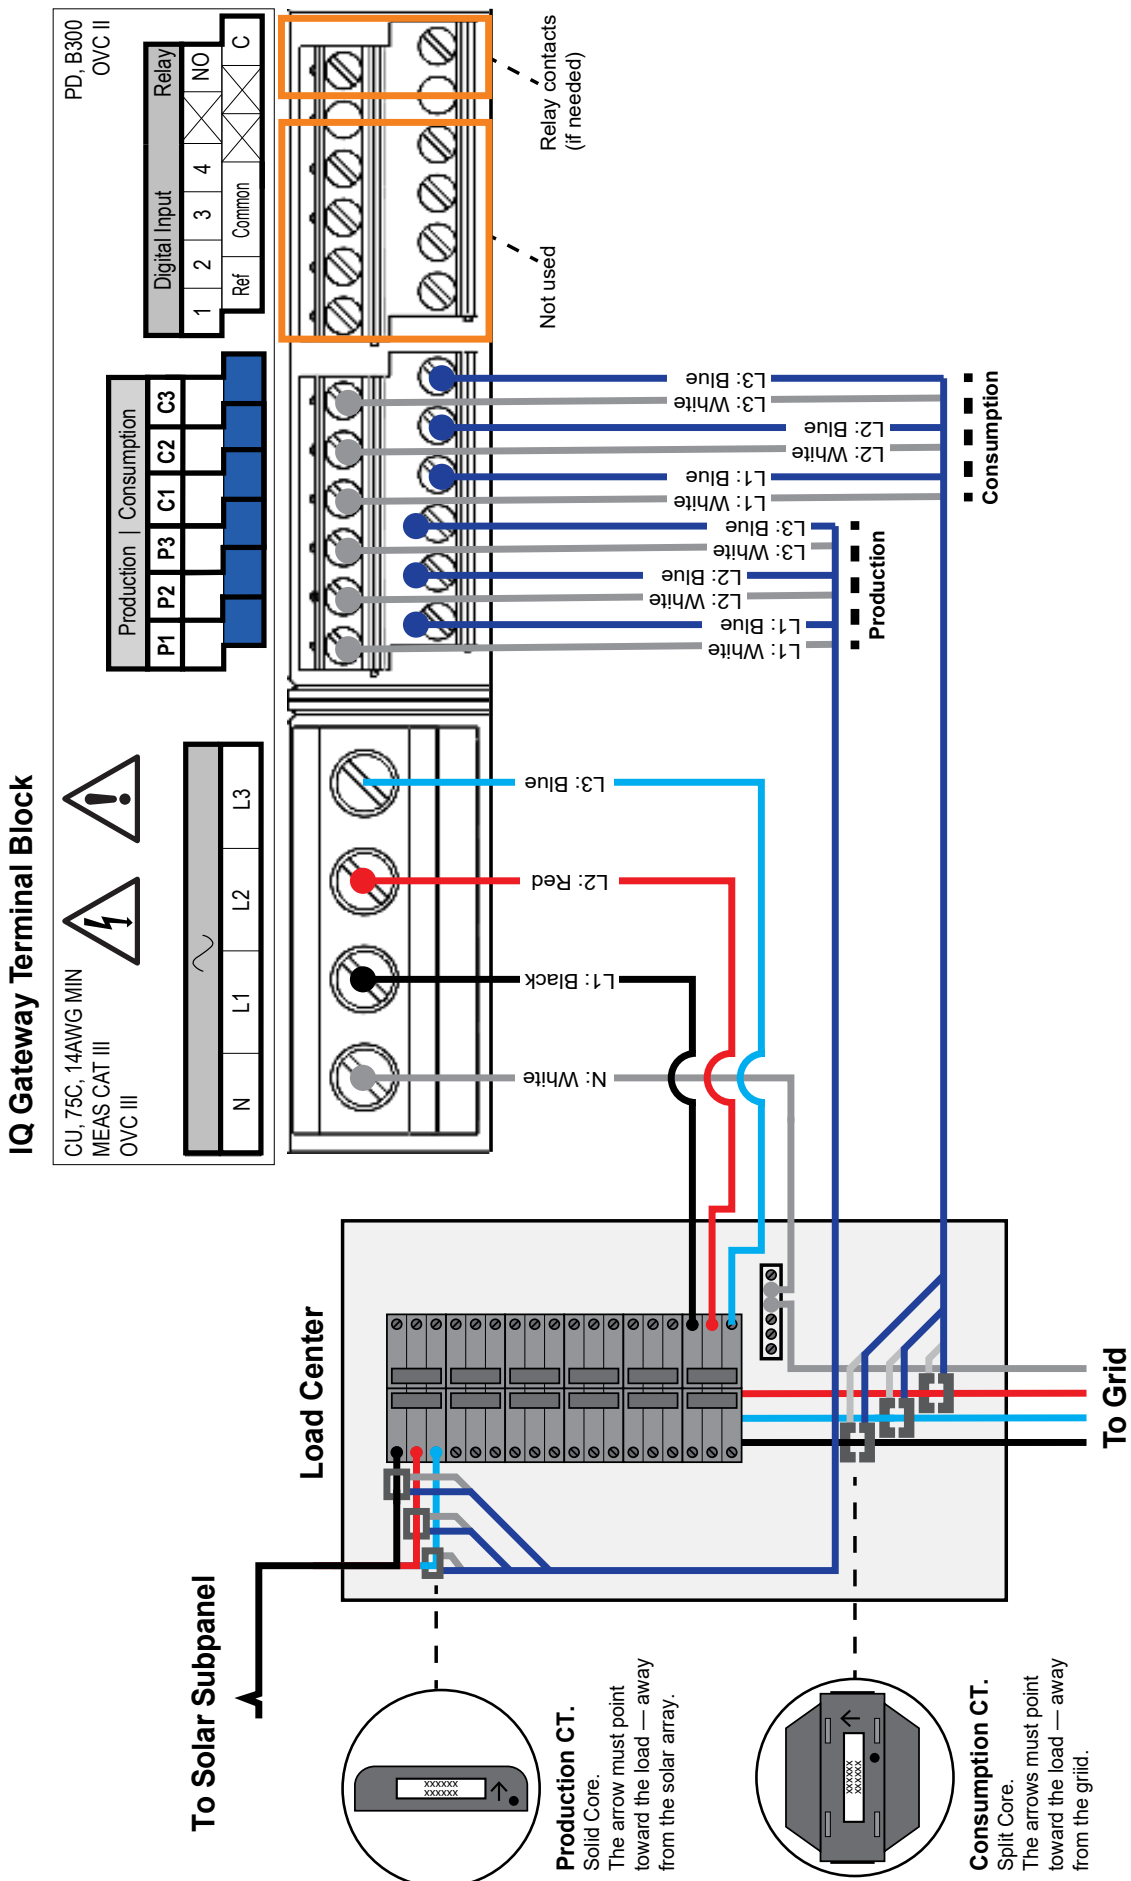 IQ Gateway Terminal Block
CU, 75C, 14AWG MIN
MEAS CAT III
OVC III
PD, B300
OVC II
N
L1
L2
L3
Production | Consumption
P1
P2
P3
C1
C2
C3
Digital Input
Relay
1
2
3
4
NO
Ref
Common
C
N: White
L1: Black
L2: Red
L3: Blue
L1: White
L1: Blue
L2: White
L2: Blue
L3: White
L3: Blue
L1: White
L1: Blue
L2: White
L2: Blue
L3: White
L3: Blue
Production
Consumption
Not used
Relay contacts
(if needed)
Load Center
To Solar Subpanel
To Grid
XXXXXX
XXXXXX
Production CT.
Solid Core.
The arrow must point
toward the load — away
from the solar array.
XXXXXX
XXXXXX
Consumption CT.
Split Core.
The arrows must point
toward the load — away
from the griid.